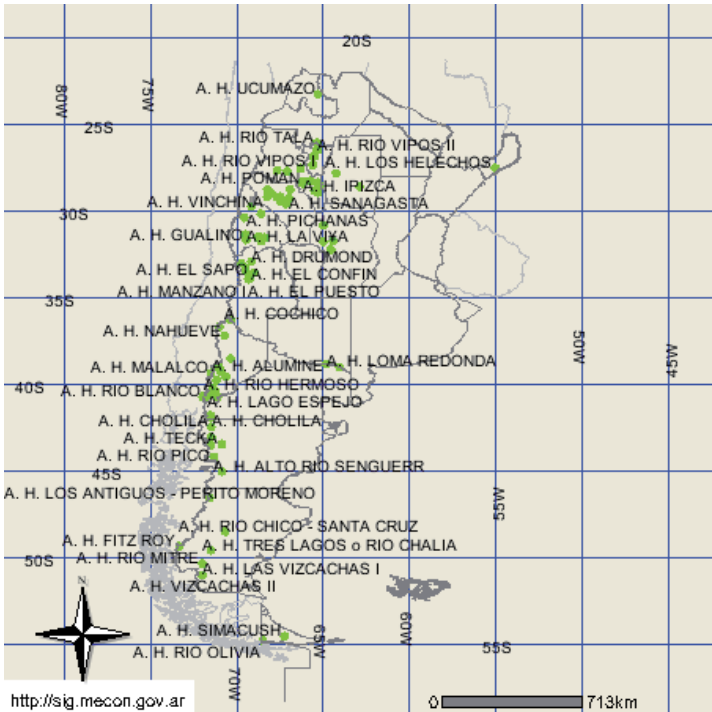 20S
80W
75W
A. H. UCUMAZO
25S
A. H. RIO TALA
A. H. RIO VIPOS II
A. H. RIO VIPOS I
A. H. LOS HELECHOS
A. H. POMAN
A. H. IPIZCA
A. H. VINCHINA
A. H. SANAGASTA
30S
A. H. PICHANAS
A. H. GUALINO
A. H. LA VIYA
A. H. DRUMOND
A. H. EL SAPO
A. H. EL CONFIN
A. H. MANZANO I
A. H. EL PUESTO
35S
A. H. COCHICO
A. H. NAHUEVE
50W
45W
A. H. MALALCO
A. H. ALUMINE
A. H. LOMA REDONDA
40S
A. H. RIO BLANCO
A. H. RIO HERMOSO
A. H. LAGO ESPEJO
A. H. CHOLILA
A. H. CHOLILA
A. H. TECKA
A. H. RIO PICO
A. H. ALTO RIO SENGUERR
45S
A. H. LOS ANTIGUOS - PERITO MORENO
55W
A. H. RIO CHICO - SANTA CRUZ
A. H. FITZ ROY
A. H. TRES LAGOS o RIO CHALIA
50S
A. H. RIO MITRE
A. H. LAS VIZCACHAS I
A. H. VIZCACHAS II
N
A. H. SIMACUSH
65W
60W
55S
A. H. RIO OLIVIA
70W
http://sig.mecon.gov.ar
0
713km